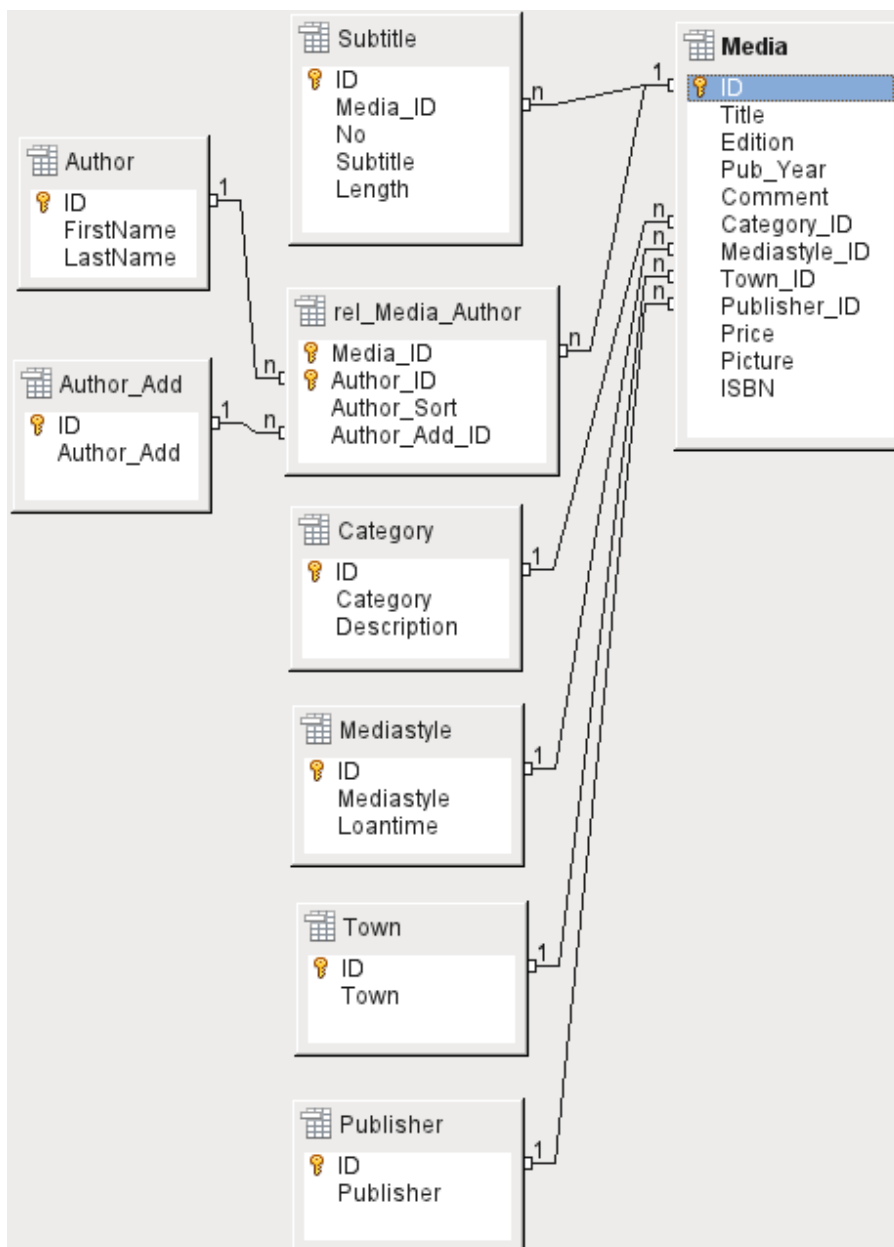 Subtitle
ID
Media_ID
No
Subtitle
Length
n
Media
1
ID
Title
Edition
Pub_Year
Comment
n
Category_ID
n
Mediastyle_ID
n
Town_ID
n
Publisher_ID
Price
Picture
ISBN
Author
ID
FirstName
LastName
1
rel_Media_Author
Media_ID
Author_ID
Author_Sort
Author_Add_ID
n
n
n
Author_Add
ID
Author_Add
1
Category
ID
Category
Description
1
Mediastyle
ID
Mediastyle
Loantime
1
Town
ID
Town
1
Publisher
ID
Publisher
1